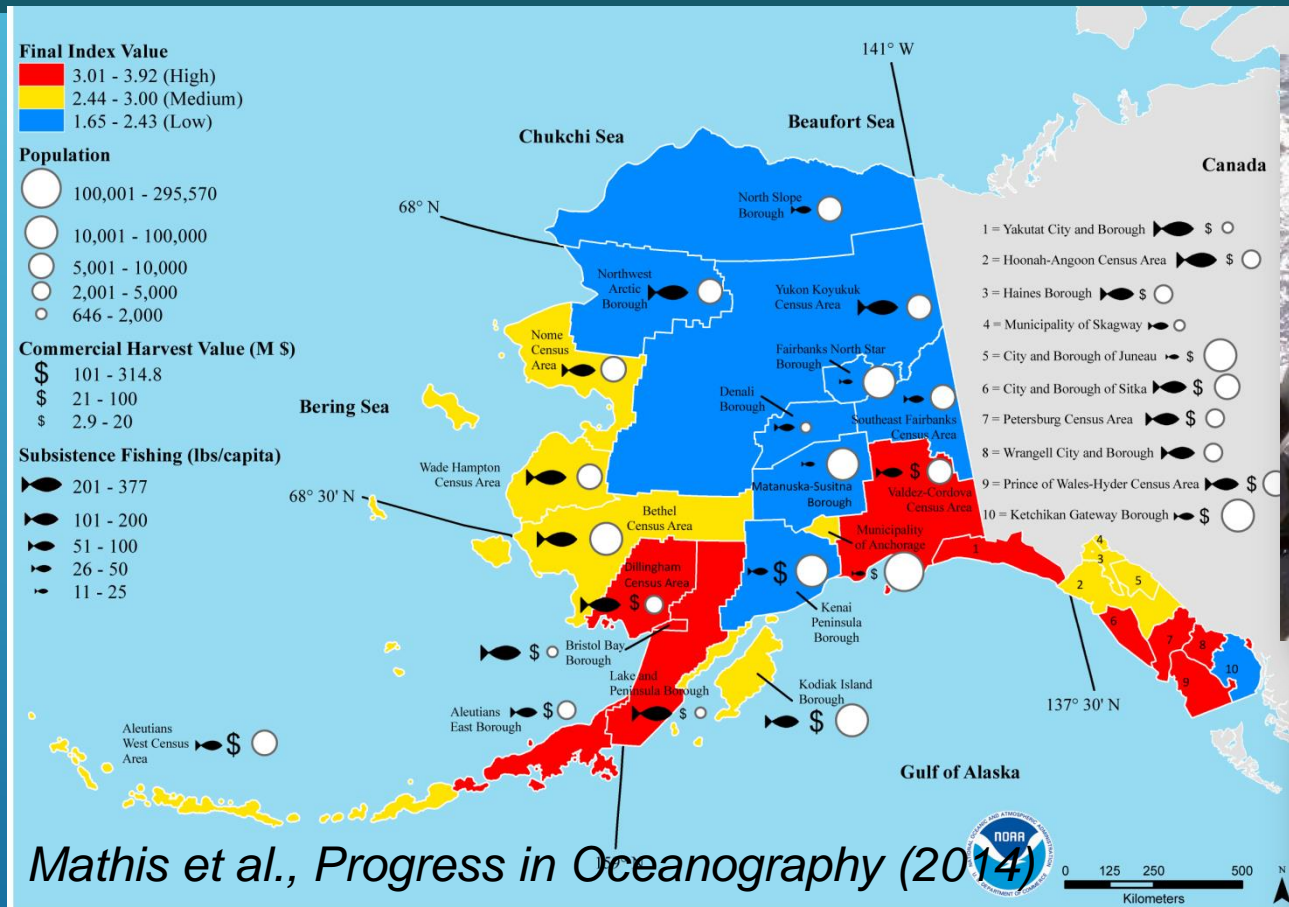 Final Index Value
3.01 - 3.92 (High)
2.44 - 3.00 (Medium)
1.65 - 2.43 (Low)
Population
100,001 - 295,570
10,001 - 100,000
5,001 - 10,000
2,001 - 5,000
646 - 2,000
Commercial Harvest Value (M $)
$ 101 - 314.8
$ 21 - 100
$ 2.9 - 20
Subsistence Fishing (lbs/capita)
201 - 377
101 - 200
51 - 100
26 - 50
11 - 25
141° W
Beaufort Sea
Chukchi Sea
Canada
68° N
North Slope
Borough
Northwest
Arctic
Borough
Yukon Koyukuk
Census Area
Nome
Census
Area
Fairbanks North Star
Borough
Bering Sea
Denali
Borough
Southeast Fairbanks
Census Area
Wade Hampton
Census Area
Matanuska-Susitna
Borough
$
Valdez-Cordova
Census Area
68° 30' N
Bethel
Census Area
Municipality
of Anchorage
$
Dillingham
Census Area
$
$
Kenai
Peninsula
Borough
$
Bristol Bay
Borough
Lake and
Peninsula Borough
$
Kodiak Island
Borough
$
Aleutians
East Borough
$
Aleutians
West Census
Area
$
137° 30' N
Gulf of Alaska
1 = Yakutat City and Borough $
2 = Hoonah-Angoon Census Area $
3 = Haines Borough $
4 = Municipality of Skagway
5 = City and Borough of Juneau $
6 = City and Borough of Sitka $
7 = Petersburg Census Area $
8 = Wrangell City and Borough
9 = Prince of Wales-Hyder Census Area $
10 = Ketchikan Gateway Borough $
1
4
3
2
5
6
7
8
9
10
Mathis et al., Progress in Oceanography (2014)
NATIONAL OCEANIC AND ATMOSPHERIC ADMINISTRATION
NOAA
U.S. DEPARTMENT OF COMMERCE
0 125 250 500
Kilometers
N